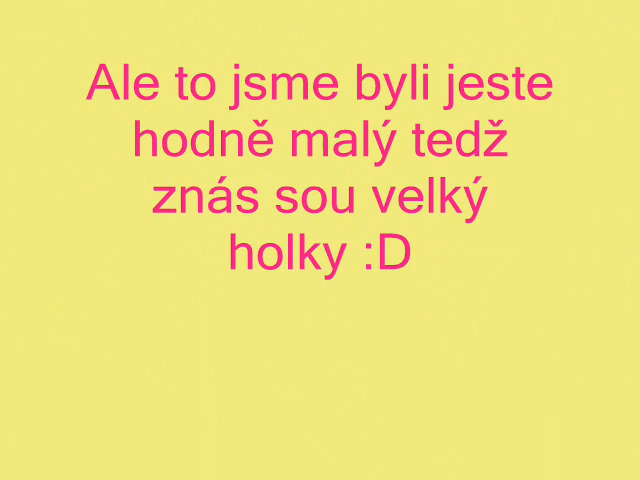 Ale to jsme byli jeste
hodně malý tedž
znás sou velký
holky :D